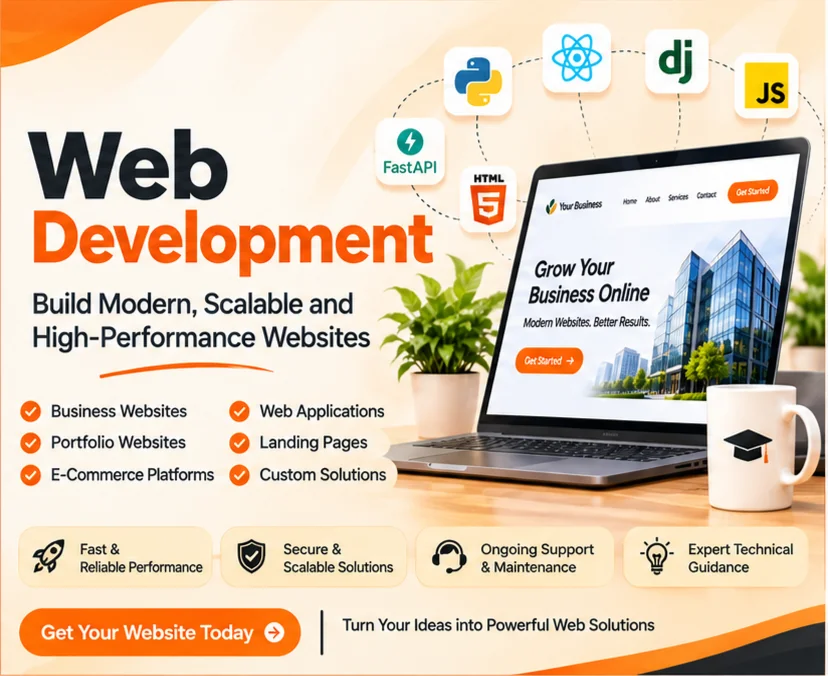 FastAPI
HTML
5
dj
JS
Web
Development
Build Modern, Scalable and
High-Performance Websites
Your Business
Home About Services Contact Get Started
Grow Your
Business Online
Modern Websites. Better Results.
Get Started →
Business Websites
Web Applications
Portfolio Websites
Landing Pages
E-Commerce Platforms
Custom Solutions
Fast &
Reliable Performance
Secure &
Scalable Solutions
Ongoing Support
& Maintenance
Expert Technical
Guidance
Get Your Website Today
Turn Your Ideas into Powerful Web Solutions